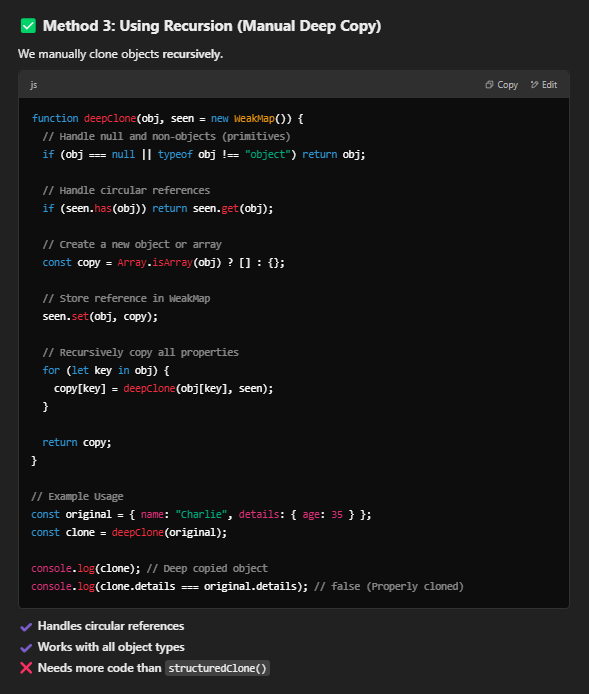 ✅ Method 3: Using Recursion (Manual Deep Copy)
We manually clone objects recursively.
js Copy Edit
function deepClone(obj, seen = new WeakMap()) {
  // Handle null and non-objects (primitives)
  if (obj === null || typeof obj !== "object") return obj;

  // Handle circular references
  if (seen.has(obj)) return seen.get(obj);

  // Create a new object or array
  const copy = Array.isArray(obj) ? [] : {};

  // Store reference in WeakMap
  seen.set(obj, copy);

  // Recursively copy all properties
  for (let key in obj) {
    copy[key] = deepClone(obj[key], seen);
  }

  return copy;
}

// Example Usage
const original = { name: "Charlie", details: { age: 35 } };
const clone = deepClone(original);

console.log(clone); // Deep copied object
console.log(clone.details === original.details); // false (Properly cloned)
✔ Handles circular references
✔ Works with all object types
❌ Needs more code than structuredClone()